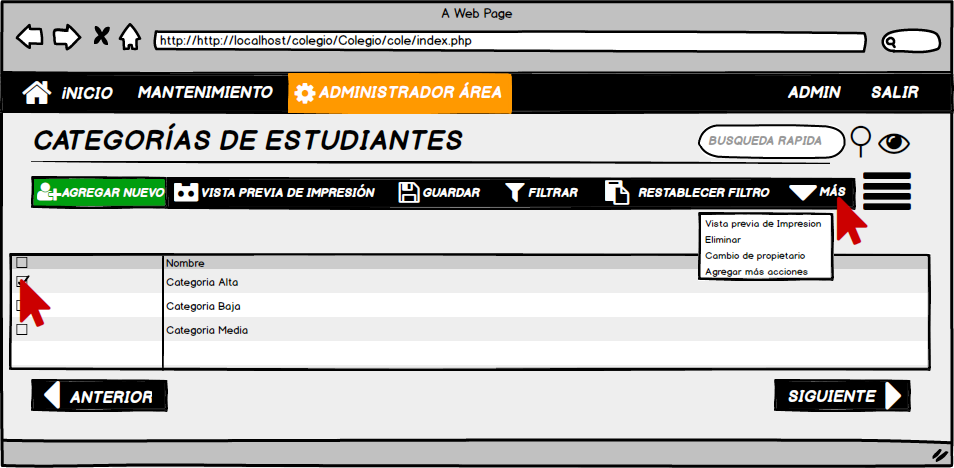 A Web Page
http://http://localhost/colegio/Colegio/cole/index.php
iNICIO MANTENIMIENTO ADMINISTRADOR ÁREA ADMIN SALIR
CATEGORÍAS DE ESTUDIANTES BUSQUEDA RAPIDA
AGREGAR NUEVO VISTA PREVIA DE IMPRESIÓN GUARDAR FILTRAR RESTABLECER FILTRO MÁS
Vista previa de Impresion
Eliminar
Cambio de propietario
Agregar más acciones
Nombre
Categoria Alta
Categoria Baja
Categoria Media
ANTERIOR SIGUIENTE